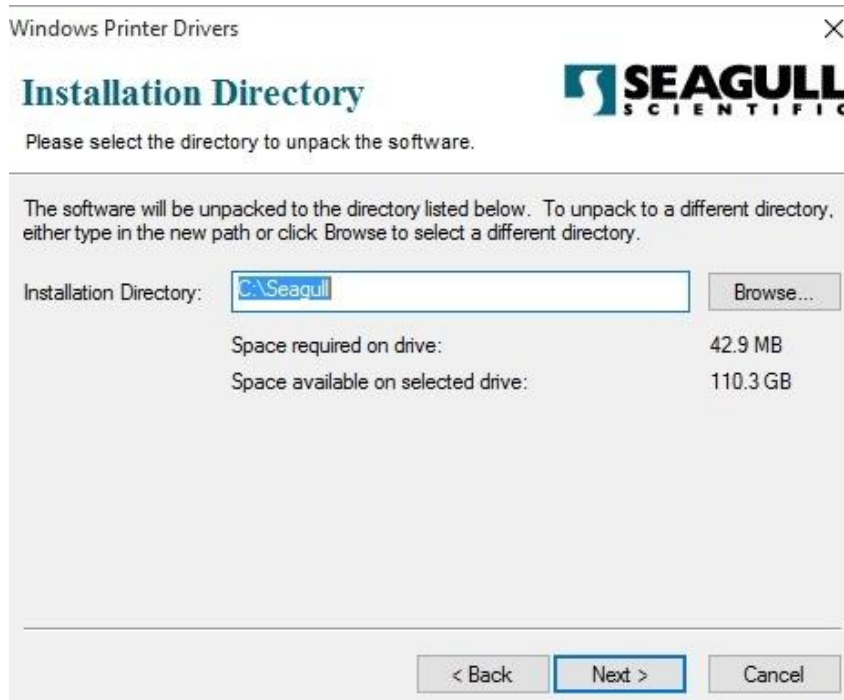 Windows Printer Drivers
Installation Directory
SEAGULL
SCIENTIFIC
Please select the directory to unpack the software.
The software will be unpacked to the directory listed below. To unpack to a different directory,
either type in the new path or click Browse to select a different directory.
Installation Directory: C:\Seagull Browse...
Space required on drive: 42.9 MB
Space available on selected drive: 110.3 GB
< Back Next > Cancel